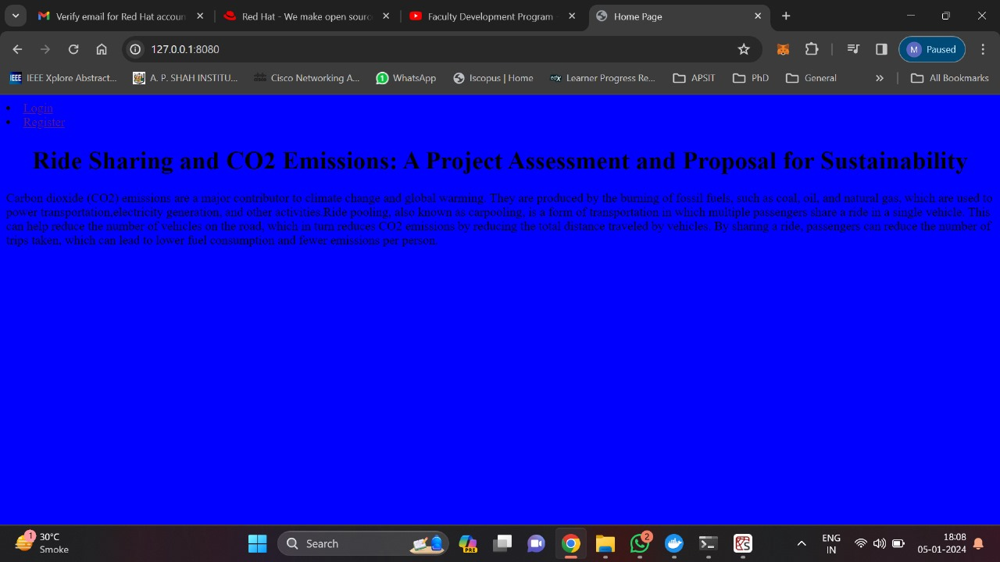 Verify email for Red Hat accoun
Red Hat - We make open sourc
Faculty Development Program -
Home Page
127.0.0.1:8080
M Paused
IEEE IEEE Xplore Abstract...
A. P. SHAH INSTITU...
Cisco Networking A...
1 WhatsApp
Iscopus | Home
edX Learner Progress Re...
APSIT
PhD
General
»
All Bookmarks
Login
Register
Ride Sharing and CO2 Emissions: A Project Assessment and Proposal for Sustainability
Carbon dioxide (CO2) emissions are a major contributor to climate change and global warming. They are produced by the burning of fossil fuels, such as coal, oil, and natural gas, which are used to
power transportation,electricity generation, and other activities.Ride pooling, also known as carpooling, is a form of transportation in which multiple passengers share a ride in a single vehicle. This
can help reduce the number of vehicles on the road, which in turn reduces CO2 emissions by reducing the total distance traveled by vehicles. By sharing a ride, passengers can reduce the number of
trips taken, which can lead to lower fuel consumption and fewer emissions per person.
1
30°C
Smoke
Search
PRE
2
ENG
IN
18:08
05-01-2024